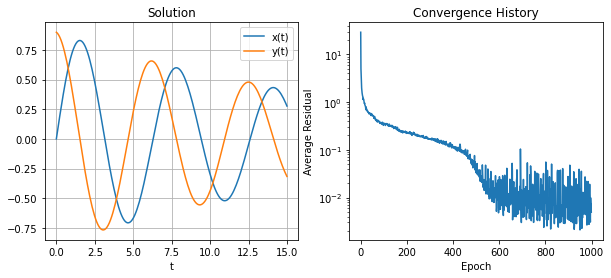 Solution
0.75
0.50
0.25
0.00
−0.25
−0.50
−0.75
0.0 2.5 5.0 7.5 10.0 12.5 15.0
t
x(t)
y(t)
Convergence History
Average Residual
10¹
10⁰
10⁻¹
10⁻²
0 200 400 600 800 1000
Epoch